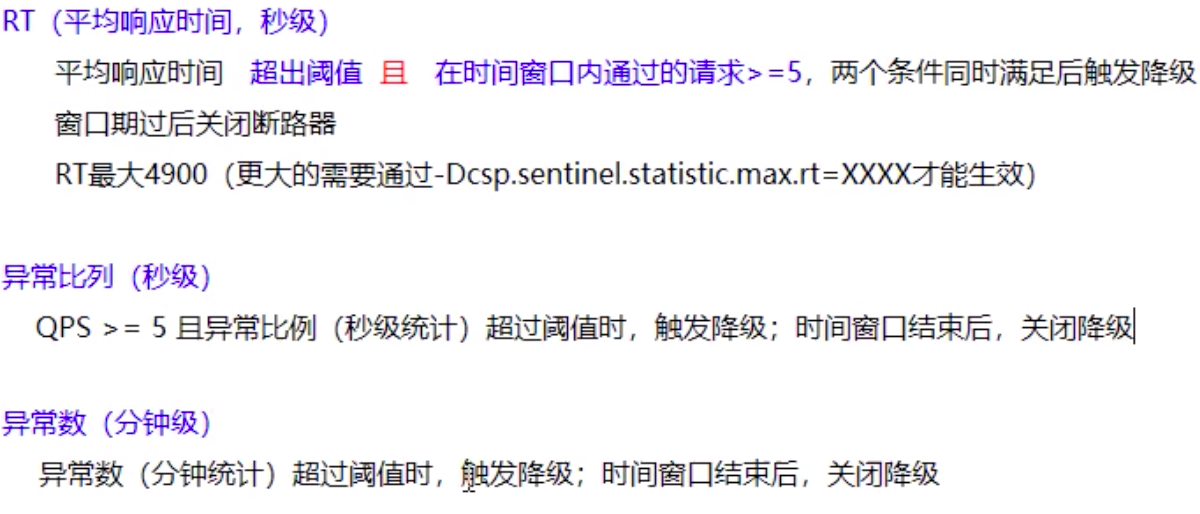 RT（平均响应时间，秒级）
平均响应时间 超出阈值 且 在时间窗口内通过的请求>=5，两个条件同时满足后触发降级
窗口期过后关闭断路器
RT最大4900（更大的需要通过-Dcsp.sentinel.statistic.max.rt=XXXX才能生效）
异常比列（秒级）
QPS >= 5 且异常比例（秒级统计）超过阈值时，触发降级；时间窗口结束后，关闭降级
异常数（分钟级）
异常数（分钟统计）超过阈值时，触发降级；时间窗口结束后，关闭降级